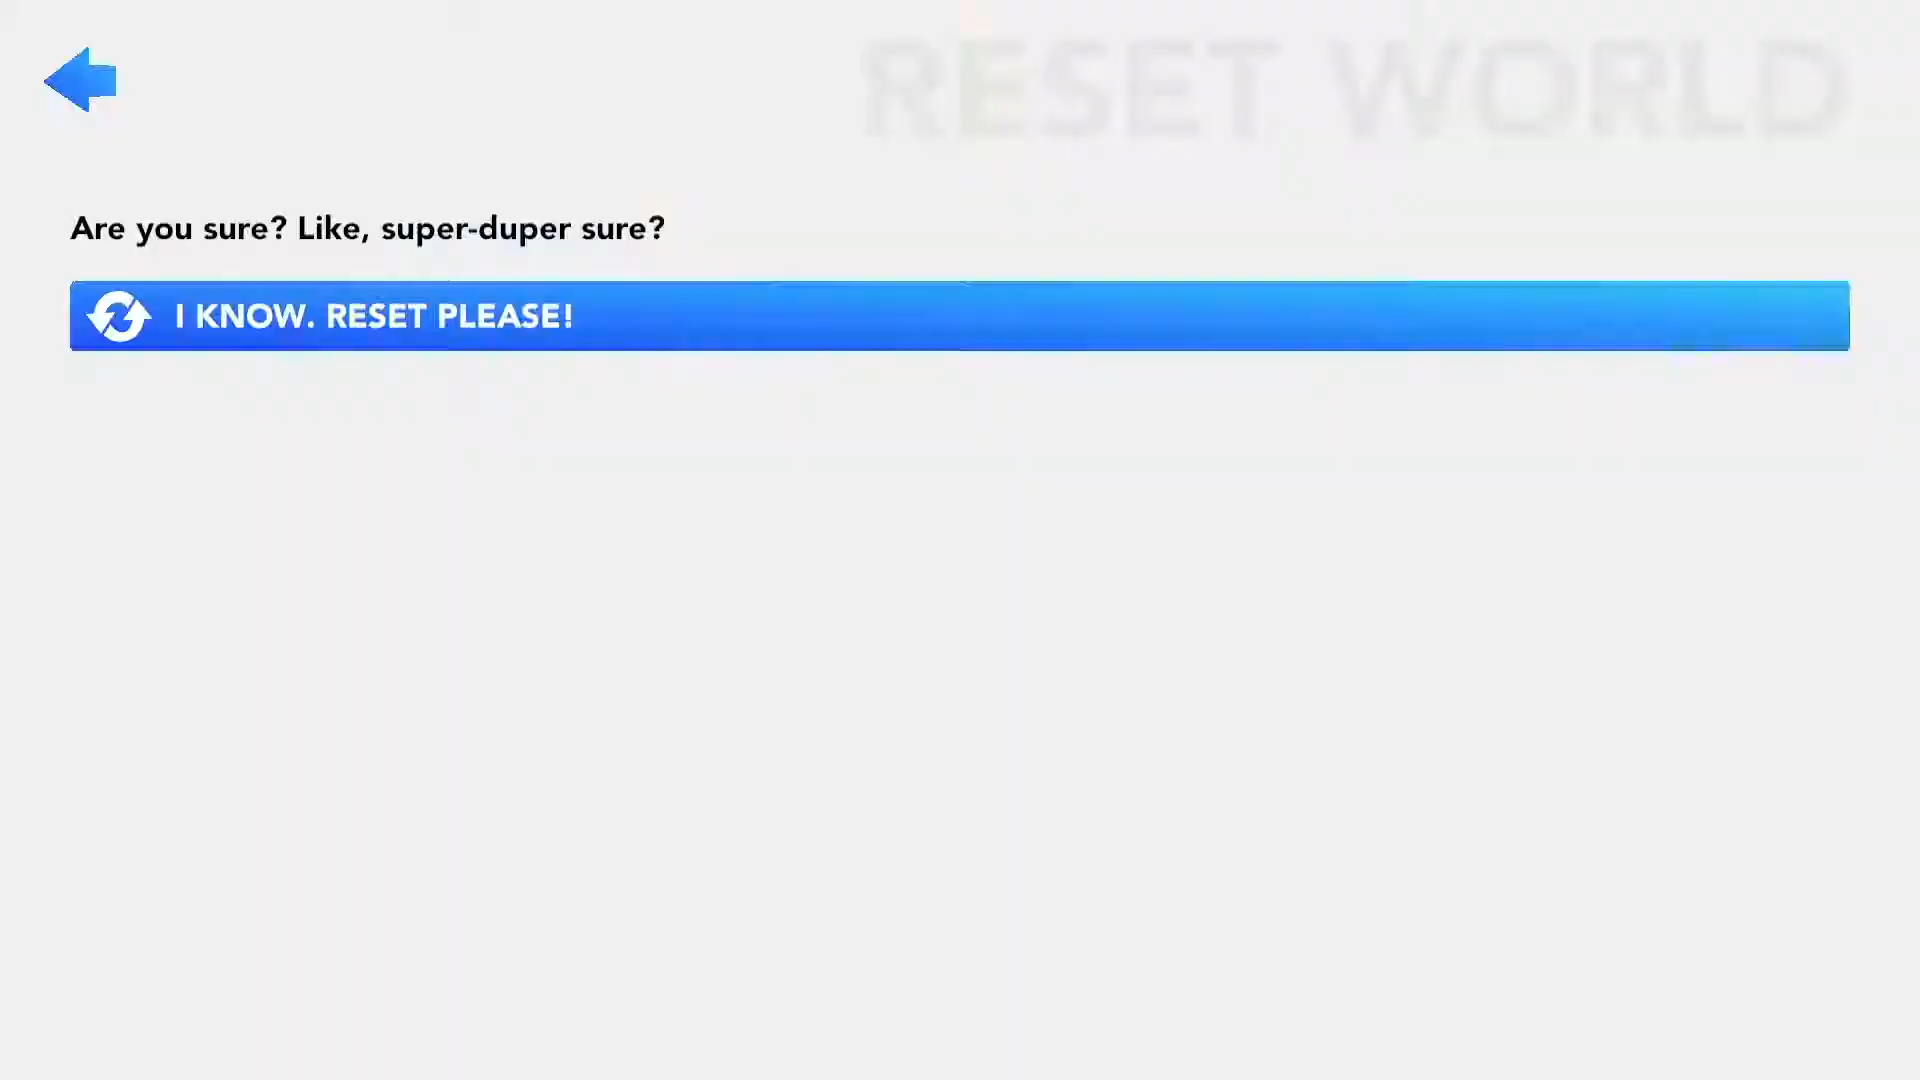 RESET WORLD
Are you sure? Like, super-duper sure?
I KNOW. RESET PLEASE!